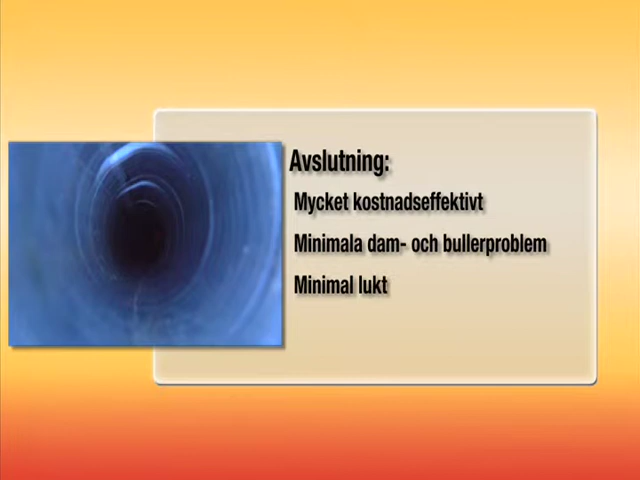 Avslutning:
Mycket kostnadseffektivt
Minimala dam- och bullerproblem
Minimal lukt